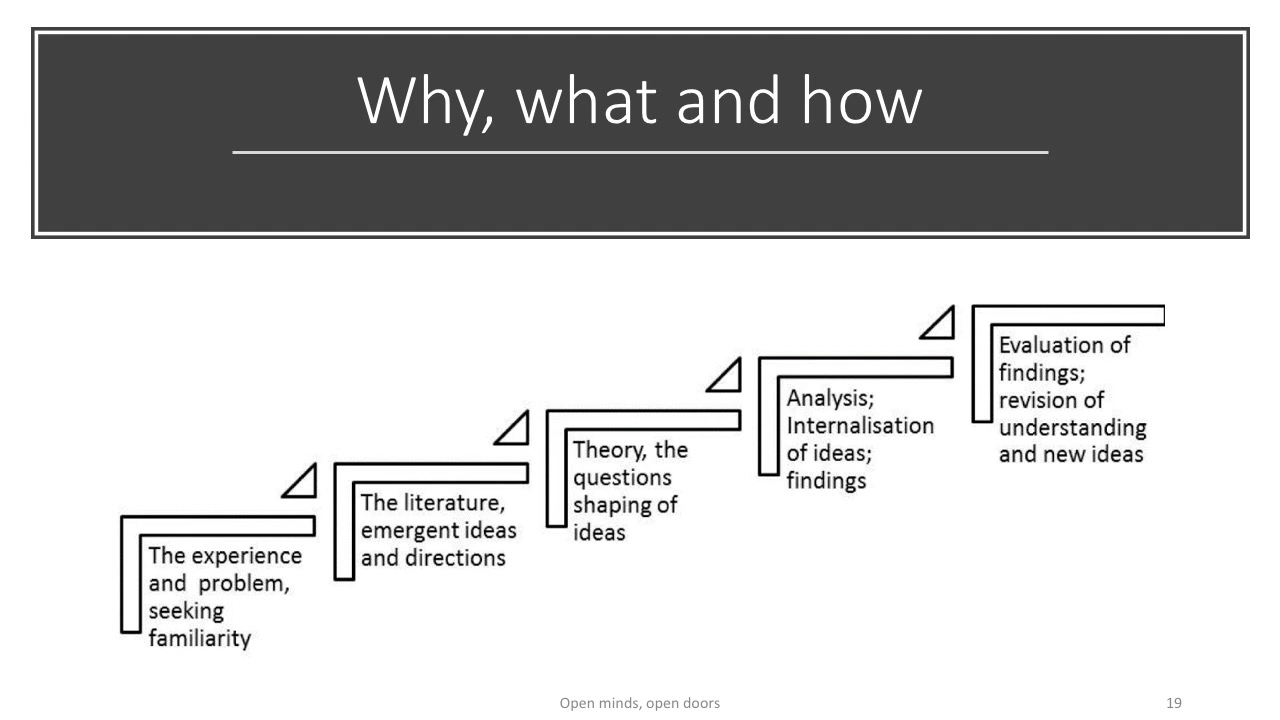 Why, what and how
The experience
and problem,
seeking
familiarity
The literature,
emergent ideas
and directions
Theory, the
questions
shaping of
ideas
Analysis;
Internalisation
of ideas;
findings
Evaluation of
findings;
revision of
understanding
and new ideas
Open minds, open doors
19